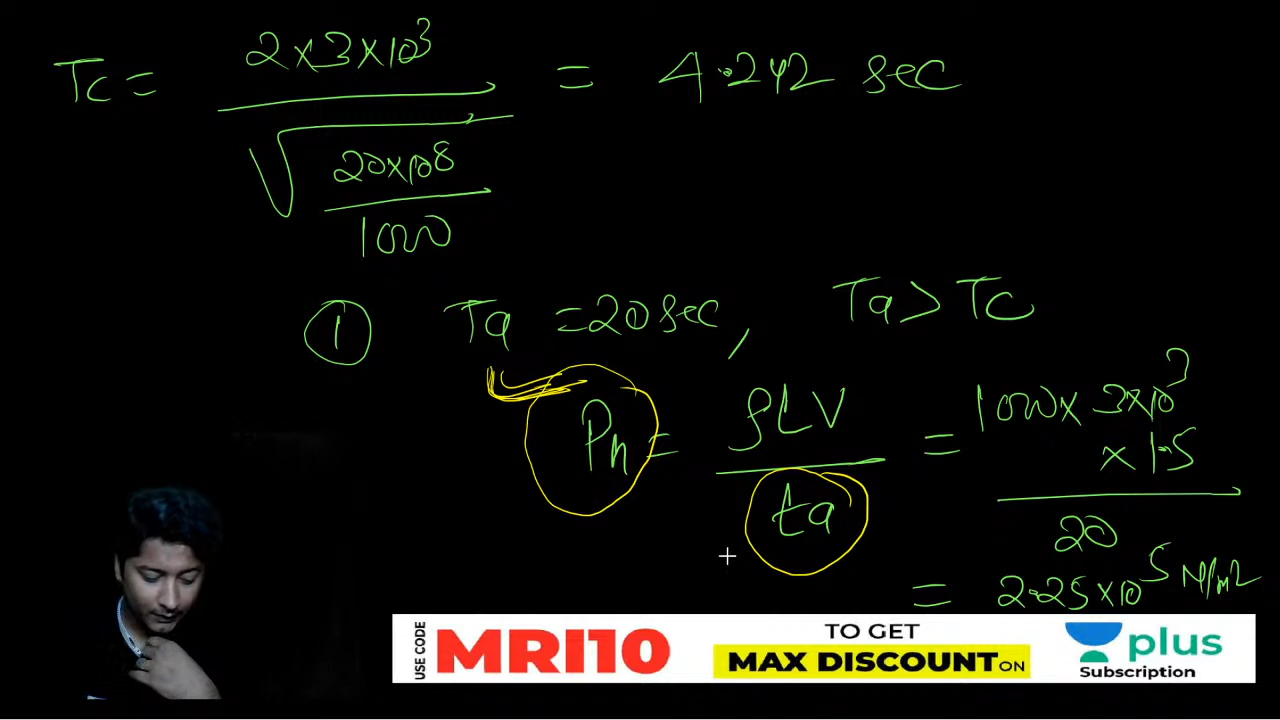 Tc = 2×3×10³ / √(20×10⁸ / 1000) = 4.242 sec
① Ta = 20 sec, Ta > Tc
Ph = ρLV / ta = 1000 × 3×10³ × 1.5 / 20
= 2.25×10⁵ N/m2
USE CODE MRI10 TO GET MAX DISCOUNT ON plus Subscription